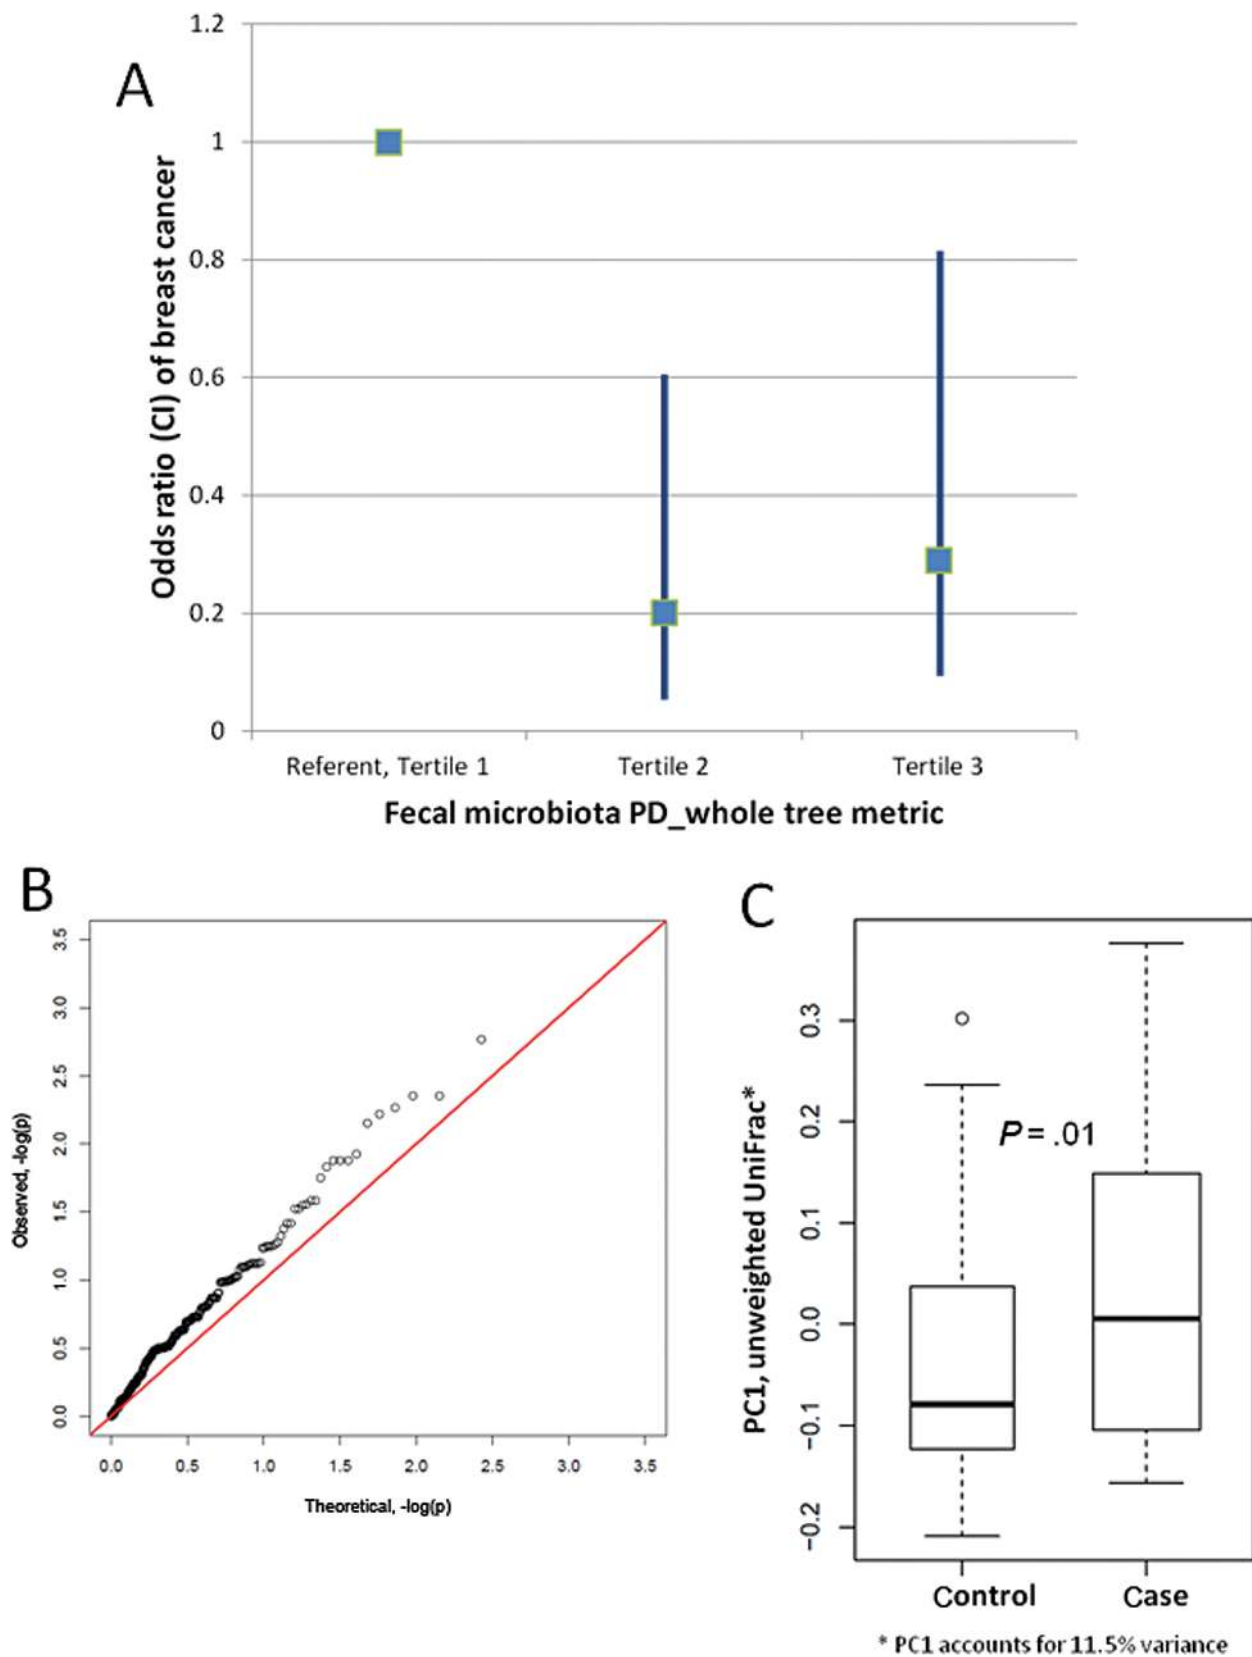 A
1.2
1
0.8
0.6
0.4
0.2
0
Odds ratio (CI) of breast cancer
Referent, Tertile 1
Tertile 2
Tertile 3
Fecal microbiota PD_whole tree metric
B
3.5
3.0
2.5
2.0
1.5
1.0
0.5
0.0
Observed, -log(p)
0.0 0.5 1.0 1.5 2.0 2.5 3.0 3.5
Theoretical, -log(p)
C
0.3
0.2
0.1
0.0
−0.1
−0.2
PC1, unweighted UniFrac*
P = .01
Control
Case
* PC1 accounts for 11.5% variance